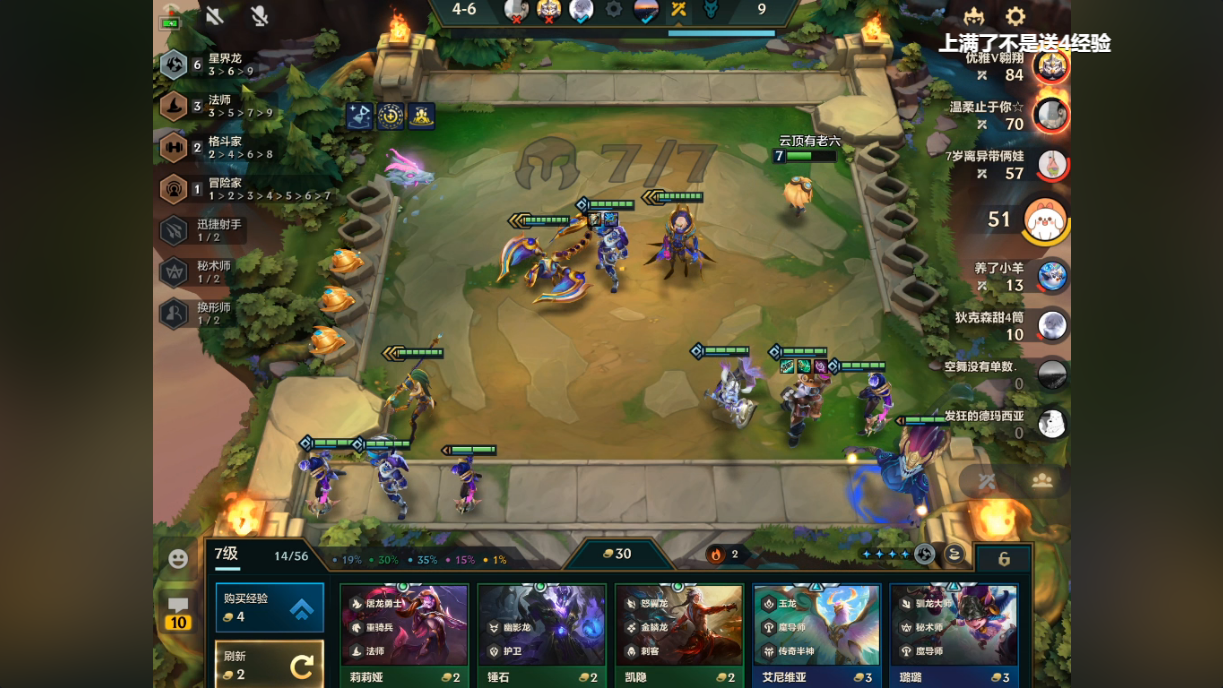 4-6
9
上满了不是送4经验
6 星界龙
3 > 6 > 9
3 法师
3 > 5 > 7 > 9
2 格斗家
2 > 4 > 6 > 8
1 冒险家
1 > 2 > 3 > 4 > 5 > 6 > 7
迅捷射手
1 / 2
秘术师
1 / 2
换形师
1 / 2
7/7
云顶有老六
7
优雅V翱翔
84
温柔止于你☆
70
7岁离异带俩娃
57
51
养了小羊
13
狄克森甜4筒
10
空舞没有单数.
0
发狂的德玛西亚
0
7级
14/56
19% 30% 35% 15% 1%
30
2
6
10
购买经验
4
刷新
2
屠龙勇士
重骑兵
法师
莉莉娅 2
幽影龙
护卫
锤石 2
怒翼龙
金鳞龙
刺客
凯隐 2
玉龙
魔导师
传奇半神
艾尼维亚 3
驯龙大师
秘术师
魔导师
璐璐 3